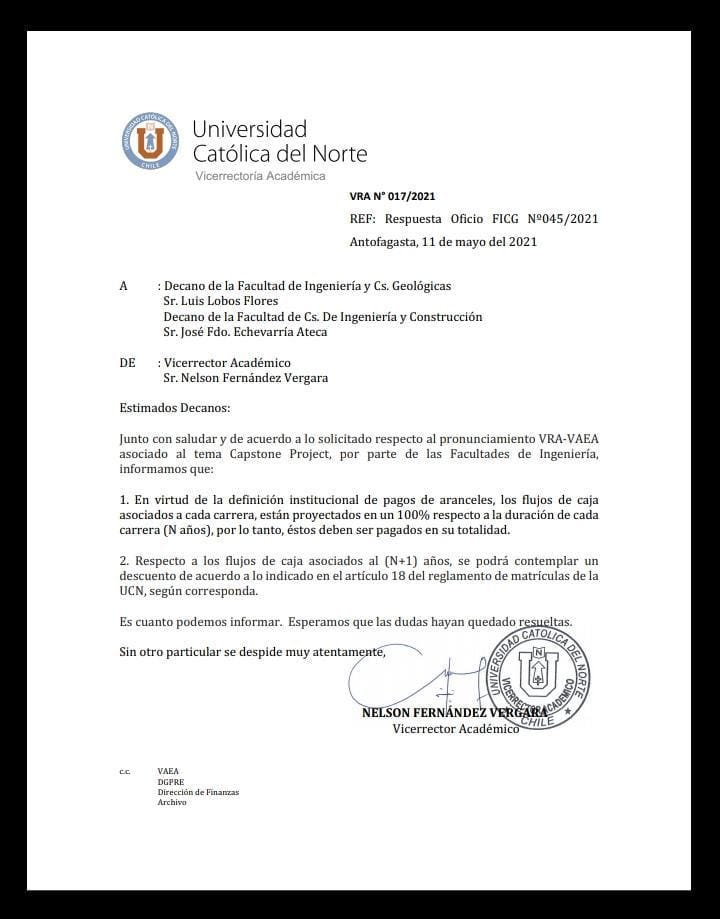 Universidad
Católica del Norte
Vicerrectoría Académica
UNIVERSIDAD CATOLICA DEL NORTE
CHILE
VRA N° 017/2021
REF: Respuesta Oficio FICG Nº045/2021
Antofagasta, 11 de mayo del 2021
A : Decano de la Facultad de Ingeniería y Cs. Geológicas
Sr. Luis Lobos Flores
Decano de la Facultad de Cs. De Ingeniería y Construcción
Sr. José Fdo. Echevarría Ateca
DE : Vicerrector Académico
Sr. Nelson Fernández Vergara
Estimados Decanos:
Junto con saludar y de acuerdo a lo solicitado respecto al pronunciamiento VRA-VAEA
asociado al tema Capstone Project, por parte de las Facultades de Ingeniería,
informamos que:
1. En virtud de la definición institucional de pagos de aranceles, los flujos de caja
asociados a cada carrera, están proyectados en un 100% respecto a la duración de cada
carrera (N años), por lo tanto, éstos deben ser pagados en su totalidad.
2. Respecto a los flujos de caja asociados al (N+1) años, se podrá contemplar un
descuento de acuerdo a lo indicado en el artículo 18 del reglamento de matrículas de la
UCN, según corresponda.
Es cuanto podemos informar. Esperamos que las dudas hayan quedado resueltas.
Sin otro particular se despide muy atentamente,
UNIVERSIDAD CATOLICA DEL NORTE
N
VICERRECTOR ACADEMICO
CHILE
NELSON FERNÁNDEZ VERGARA
Vicerrector Académico
c.c. VAEA
DGPRE
Dirección de Finanzas
Archivo